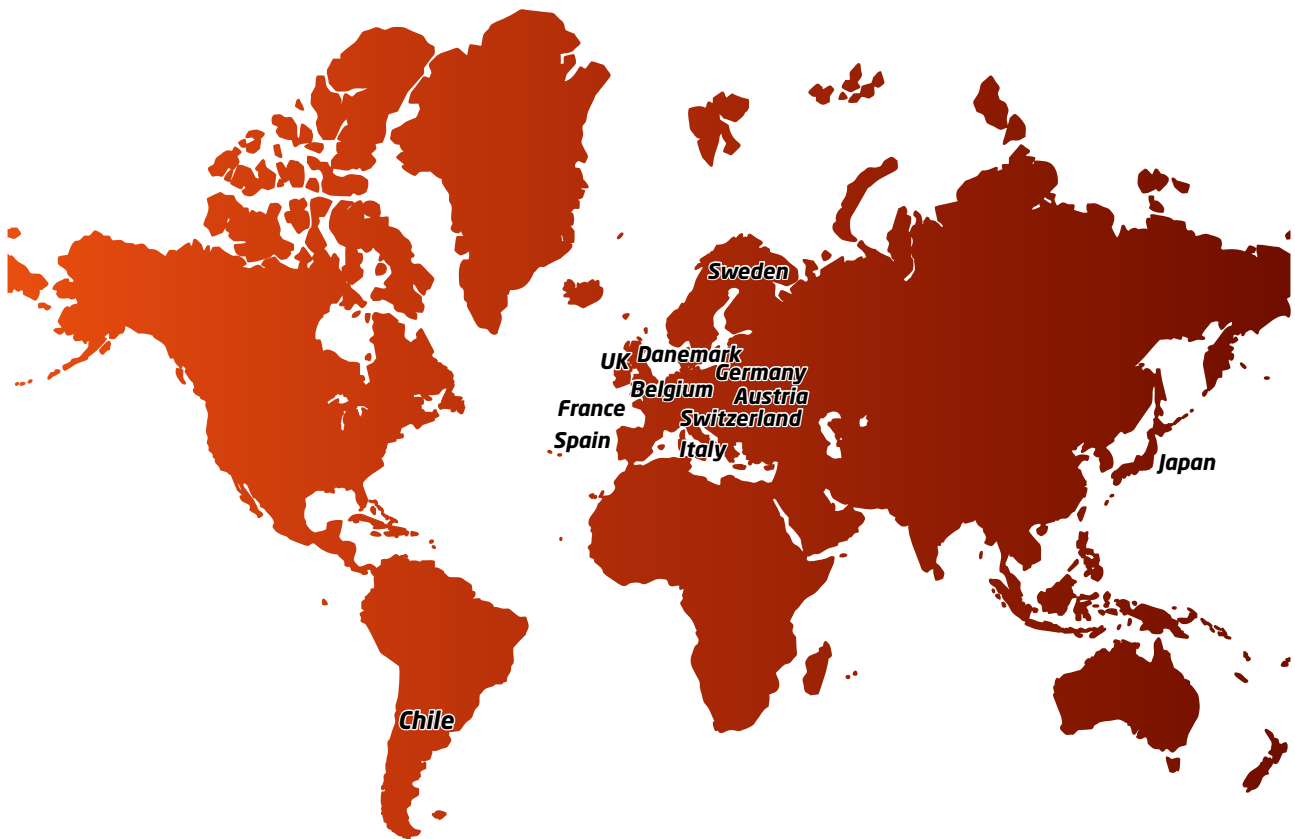 Sweden
Danemark
UK
Germany
Belgium
Austria
France
Switzerland
Spain
Italy
Japan
Chile